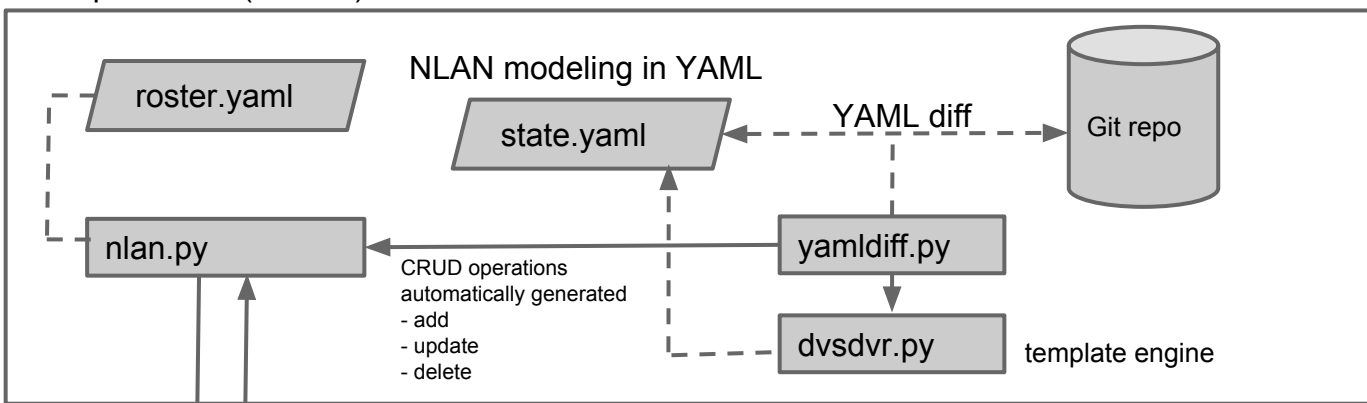 roster.yaml
NLAN modeling in YAML
state.yaml
YAML diff
Git repo
nlan.py
yamldiff.py
CRUD operations
automatically generated
- add
- update
- delete
dvsdvr.py
template engine